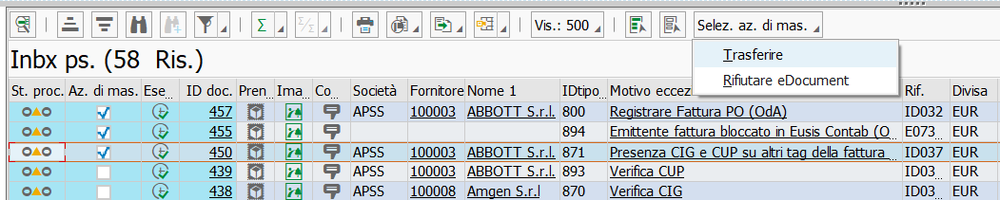 Vis.: 500 Selez. az. di mas.
Trasferire
Rifiutare eDocument
Inbx ps. (58 Ris.)
St. proc. Az. di mas. Ese... ID doc. Pren Ima... Co... Società Fornitore Nome 1 IDtipo... Motivo eccezi Rif. Divisa
457 APSS 100003 ABBOTT S.r.l. 800 Registrare Fattura PO (OdA) ID032 EUR
455 894 Emittente fattura bloccato in Eusis Contab (O E073... EUR
450 APSS 100003 ABBOTT S.r.l. 871 Presenza CIG e CUP su altri tag della fattura ID037 EUR
439 APSS 100003 ABBOTT S.r.l. 893 Verifica CUP ID03... EUR
438 APSS 100008 Amgen S.r.l 870 Verifica CIG ID03... EUR